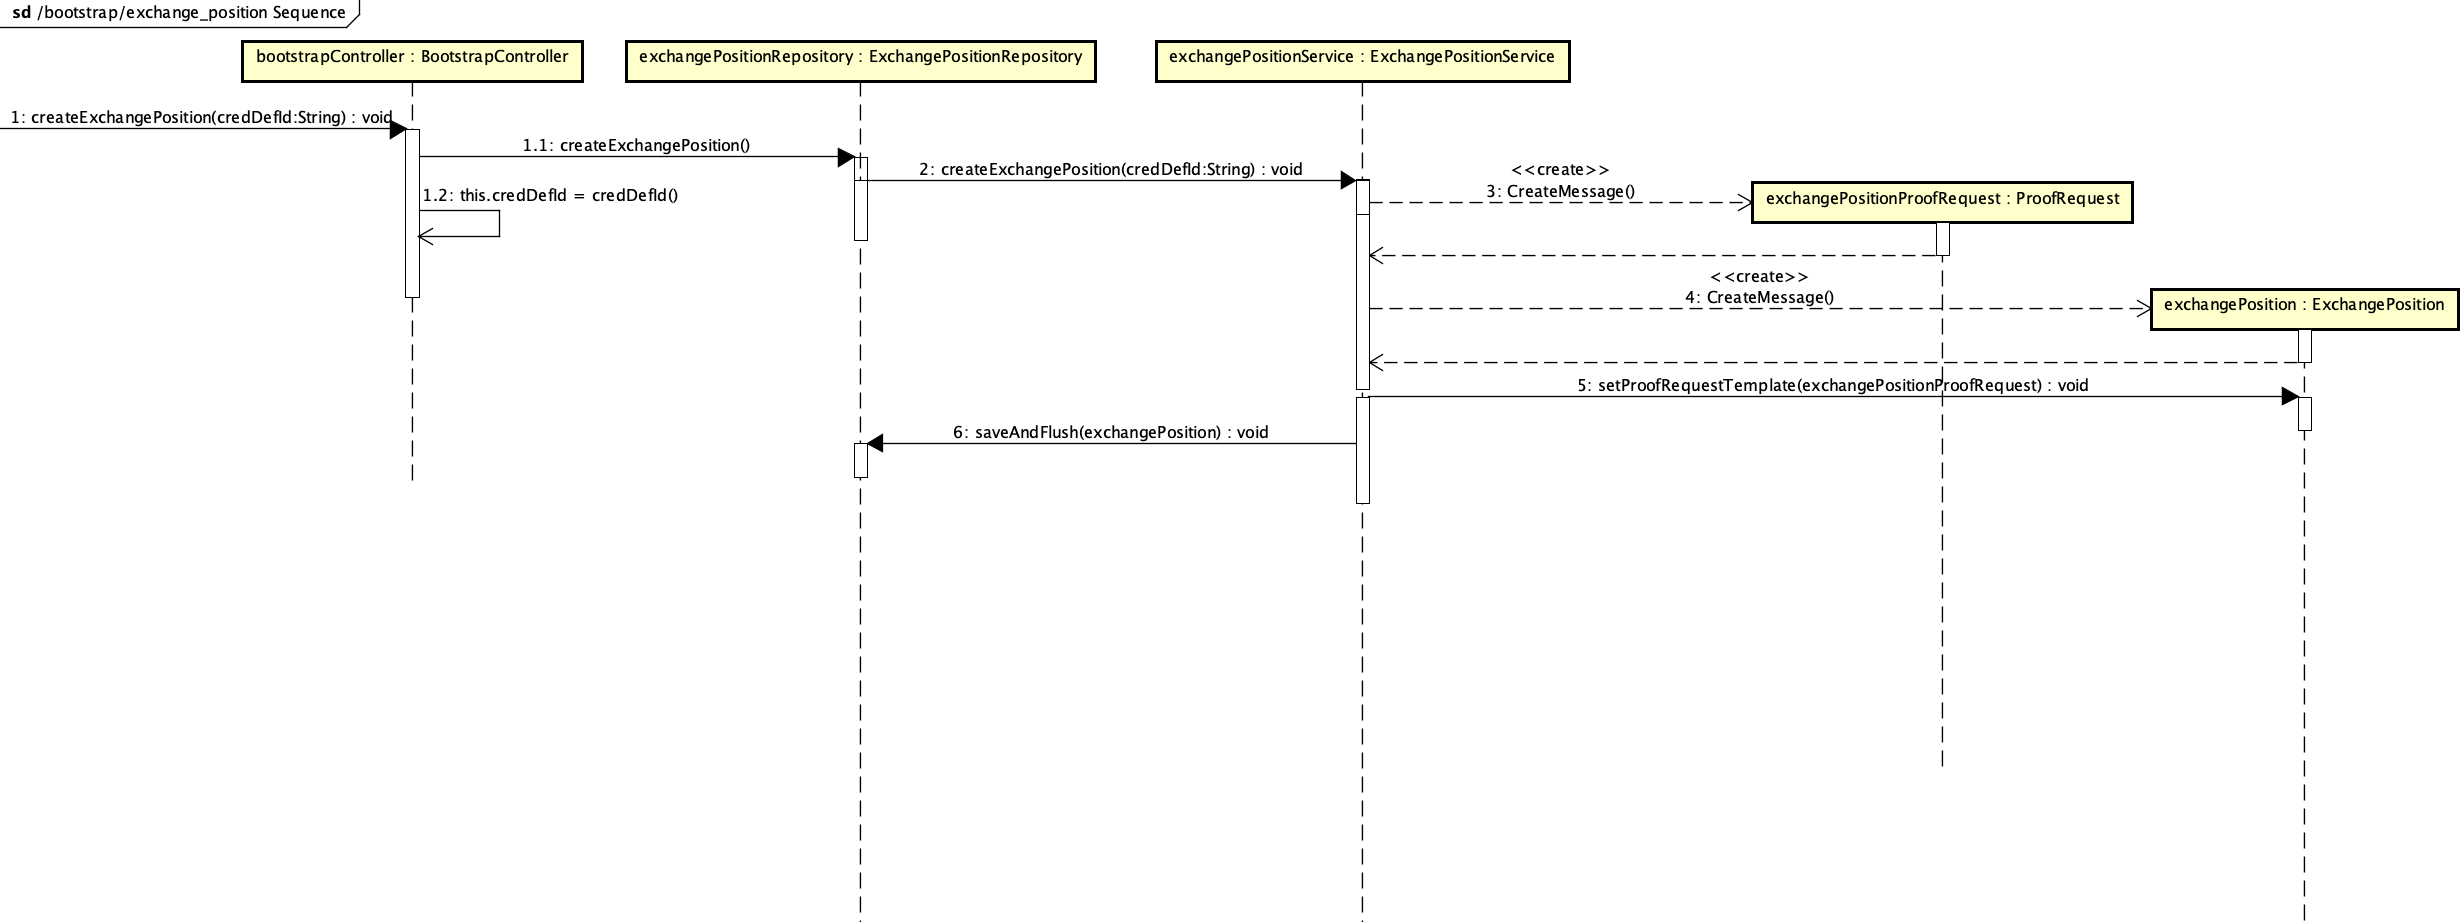 sd /bootstrap/exchange_position Sequence
bootstrapController : BootstrapController
exchangePositionRepository : ExchangePositionRepository
exchangePositionService : ExchangePositionService
1: createExchangePosition(credDefId:String) : void
1.1: createExchangePosition()
2: createExchangePosition(credDefId:String) : void
<<create>>
3: CreateMessage()
exchangePositionProofRequest : ProofRequest
1.2: this.credDefId = credDefId()
<<create>>
4: CreateMessage()
exchangePosition : ExchangePosition
5: setProofRequestTemplate(exchangePositionProofRequest) : void
6: saveAndFlush(exchangePosition) : void